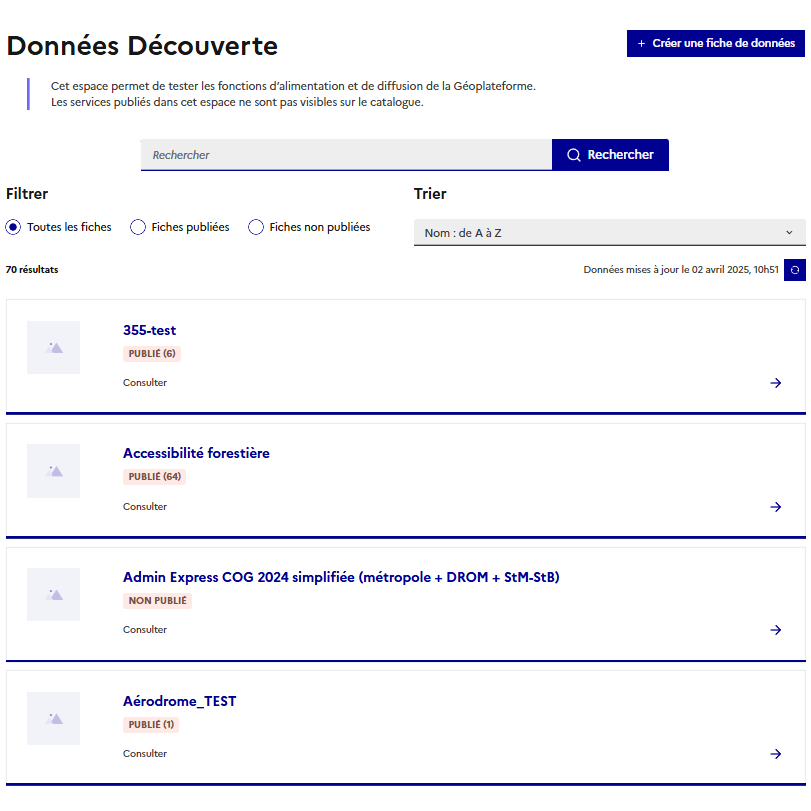 Données Découverte
+ Créer une fiche de données
Cet espace permet de tester les fonctions d’alimentation et de diffusion de la Géoplateforme.
Les services publiés dans cet espace ne sont pas visibles sur le catalogue.
Rechercher
Rechercher
Filtrer
Toutes les fiches
Fiches publiées
Fiches non publiées
Trier
Nom : de A à Z
70 résultats
Données mises à jour le 02 avril 2025, 10h51
355-test
PUBLIÉ (6)
Consulter
Accessibilité forestière
PUBLIÉ (64)
Consulter
Admin Express COG 2024 simplifiée (métropole + DROM + StM-StB)
NON PUBLIÉ
Consulter
Aérodrome_TEST
PUBLIÉ (1)
Consulter